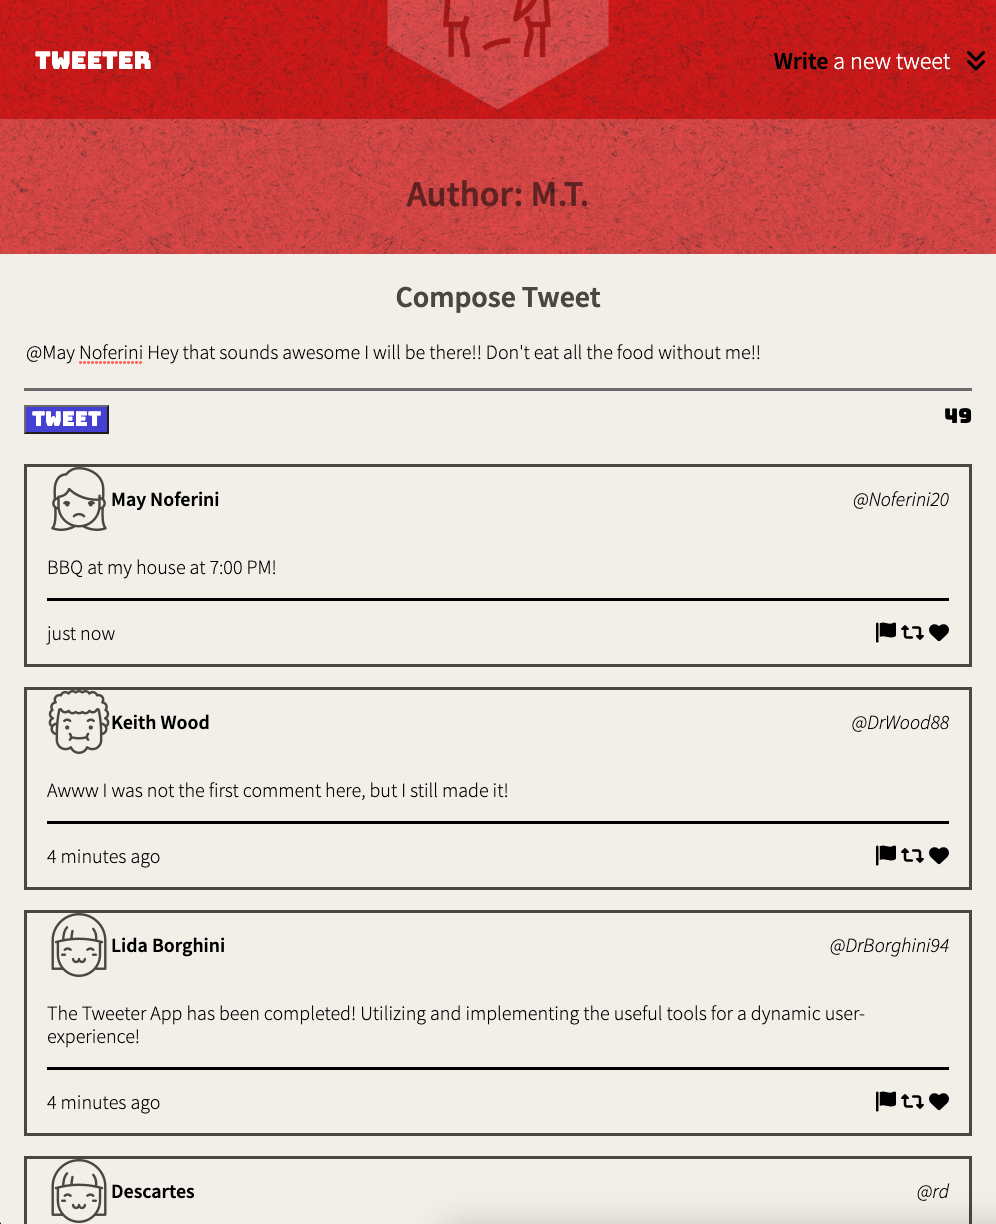 TWEETER
Write a new tweet
Author: M.T.
Compose Tweet
@May Noferini Hey that sounds awesome I will be there!! Don't eat all the food without me!!
TWEET 49
May Noferini @Noferini20
BBQ at my house at 7:00 PM!
just now
Keith Wood @DrWood88
Awww I was not the first comment here, but I still made it!
4 minutes ago
Lida Borghini @DrBorghini94
The Tweeter App has been completed! Utilizing and implementing the useful tools for a dynamic user-
experience!
4 minutes ago
Descartes @rd